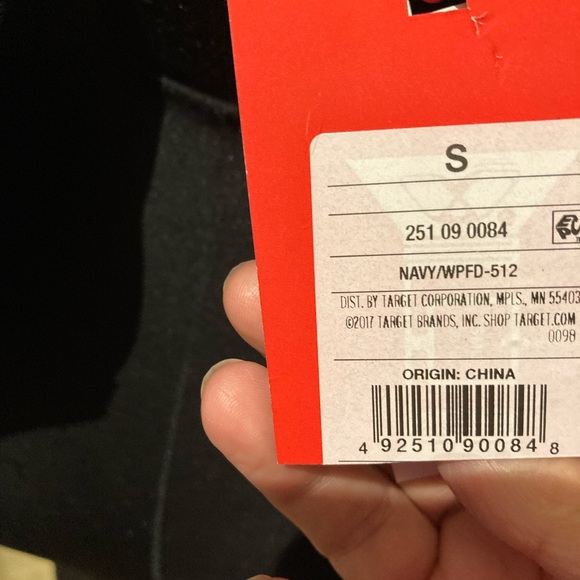 S
251 09 0084
NAVY/WPFD-512
DIST. BY TARGET CORPORATION, MPLS., MN 55403
©2017 TARGET BRANDS, INC. SHOP TARGET.COM
0098
ORIGIN: CHINA
4 92510 90084 8